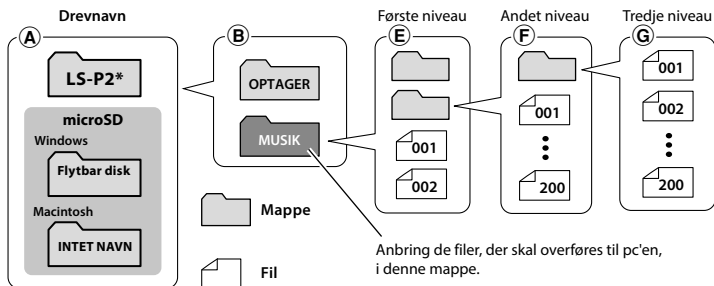 Drevnavn
A
LS-P2*
microSD
Windows
Flytbar disk
Macintosh
INTET NAVN
B
OPTAGER
MUSIK
Mappe
Fil
Første niveau
E
001
002
Andet niveau
F
001
200
Tredje niveau
G
001
002
200
Anbring de filer, der skal overføres til pc'en,
i denne mappe.